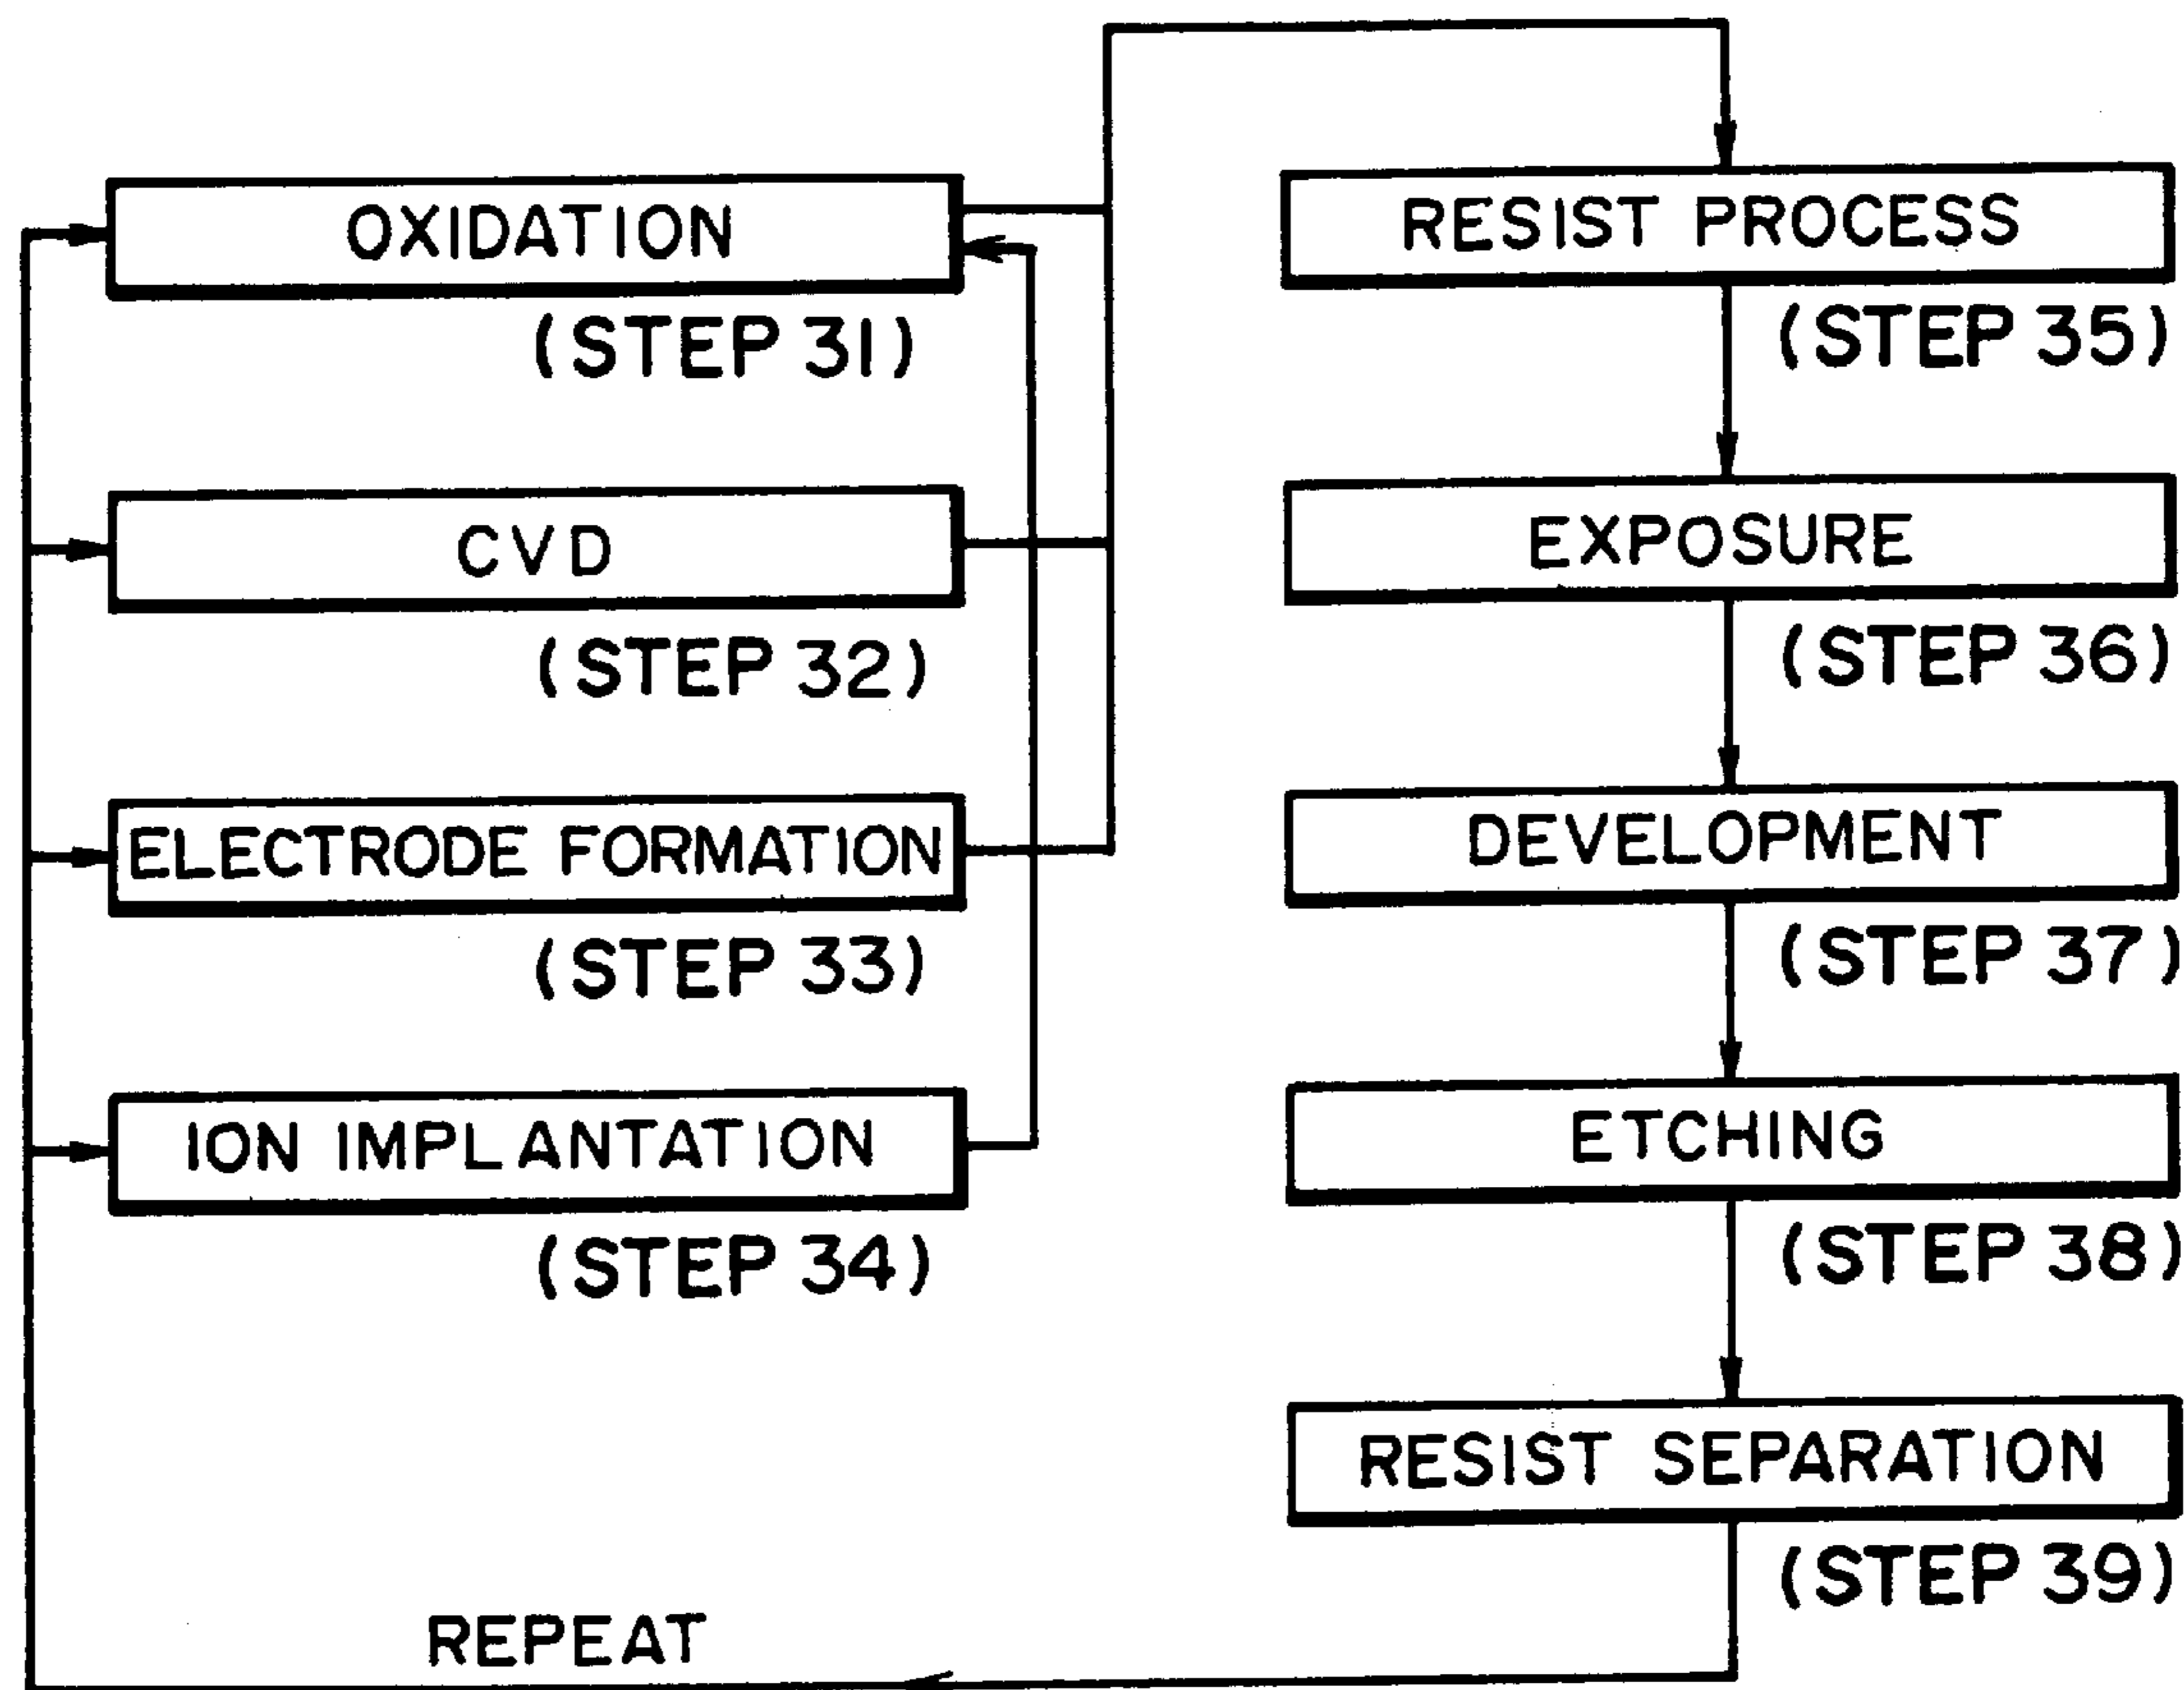 OXIDATION
(STEP 31)
CVD
(STEP 32)
ELECTRODE FORMATION
(STEP 33)
ION IMPLANTATION
(STEP 34)
RESIST PROCESS
(STEP 35)
EXPOSURE
(STEP 36)
DEVELOPMENT
(STEP 37)
ETCHING
(STEP 38)
RESIST SEPARATION
(STEP 39)
REPEAT